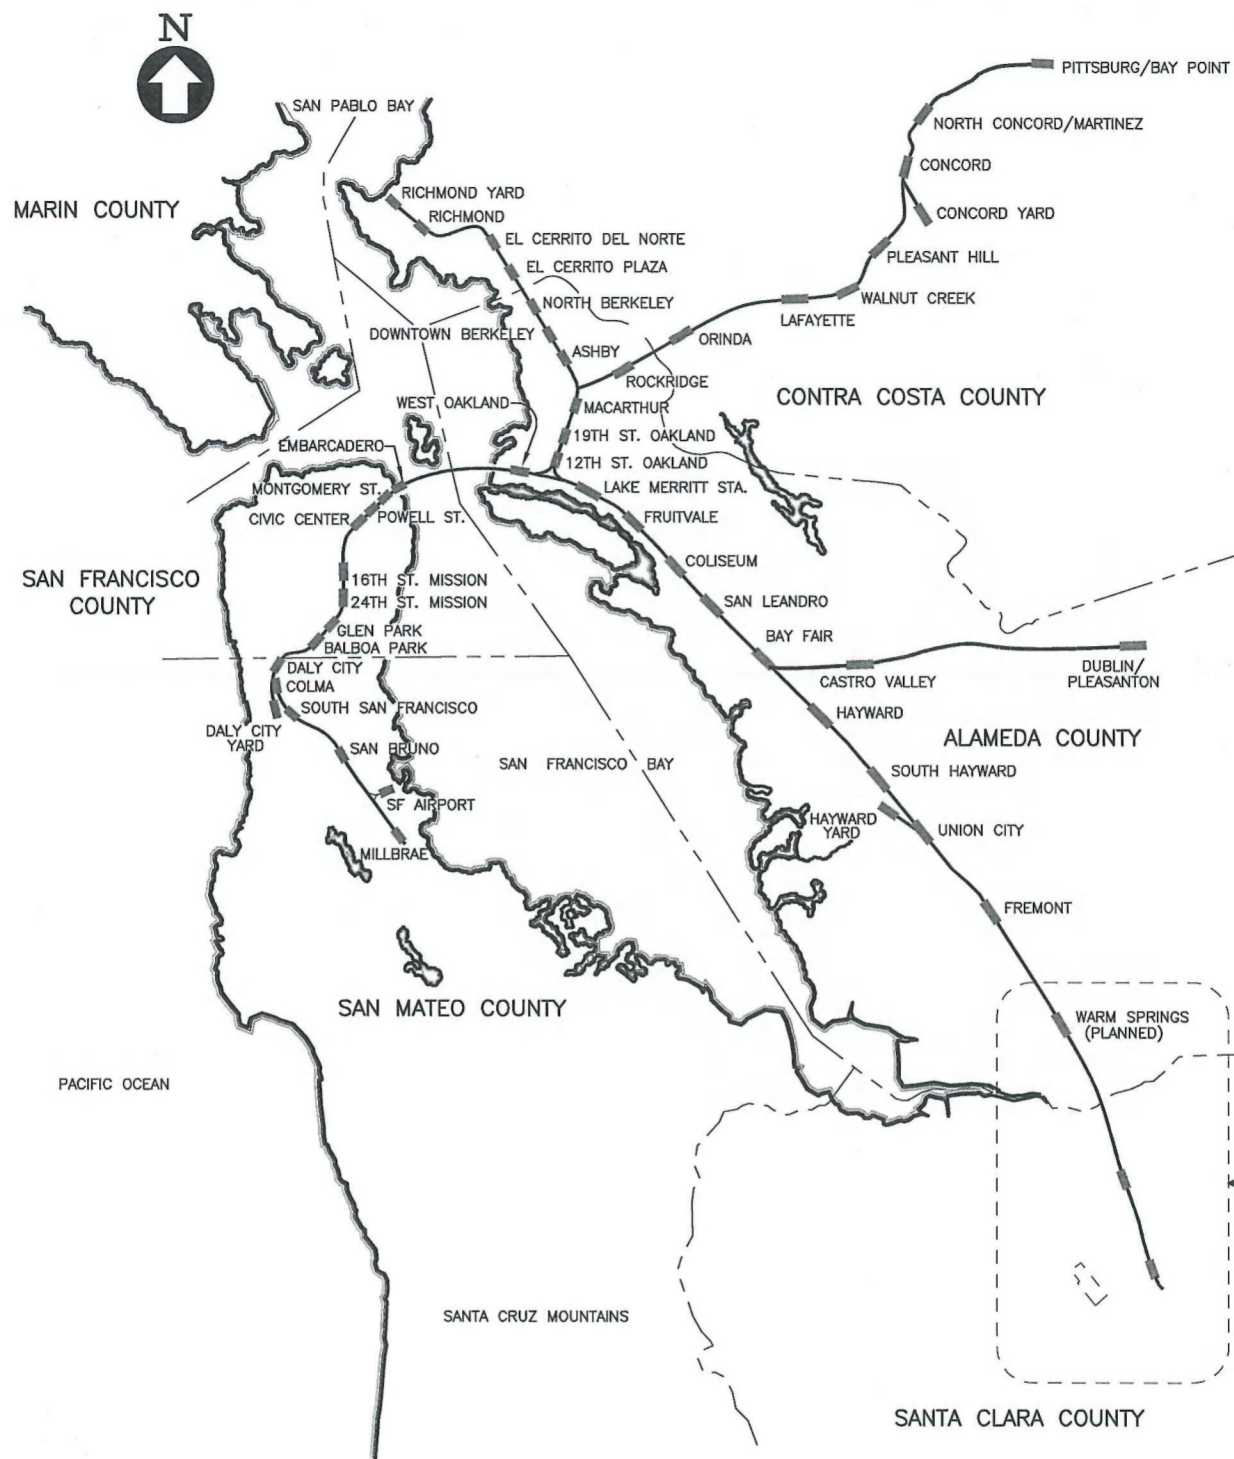 N
SAN PABLO BAY
PITTSBURG/BAY POINT
NORTH CONCORD/MARTINEZ
CONCORD
CONCORD YARD
MARIN COUNTY
RICHMOND YARD
RICHMOND
EL CERRITO DEL NORTE
EL CERRITO PLAZA
PLEASANT HILL
WALNUT CREEK
LAFAYETTE
NORTH BERKELEY
DOWNTOWN BERKELEY
ORINDA
ASHBY
ROCKRIDGE
CONTRA COSTA COUNTY
WEST OAKLAND
MACARTHUR
19TH ST. OAKLAND
EMBARCADERO
12TH ST. OAKLAND
MONTGOMERY ST.
LAKE MERRITT STA.
CIVIC CENTER
POWELL ST.
FRUITVALE
COLISEUM
SAN FRANCISCO
COUNTY
16TH ST. MISSION
24TH ST. MISSION
SAN LEANDRO
GLEN PARK
BALBOA PARK
BAY FAIR
DALY CITY
COLMA
CASTRO VALLEY
DUBLIN/
PLEASANTON
SOUTH SAN FRANCISCO
HAYWARD
DALY CITY
YARD
SAN BRUNO
ALAMEDA COUNTY
SAN FRANCISCO BAY
SOUTH HAYWARD
SF AIRPORT
HAYWARD
YARD
UNION CITY
MILLBRAE
FREMONT
SAN MATEO COUNTY
WARM SPRINGS
(PLANNED)
PACIFIC OCEAN
SANTA CRUZ MOUNTAINS
SANTA CLARA COUNTY